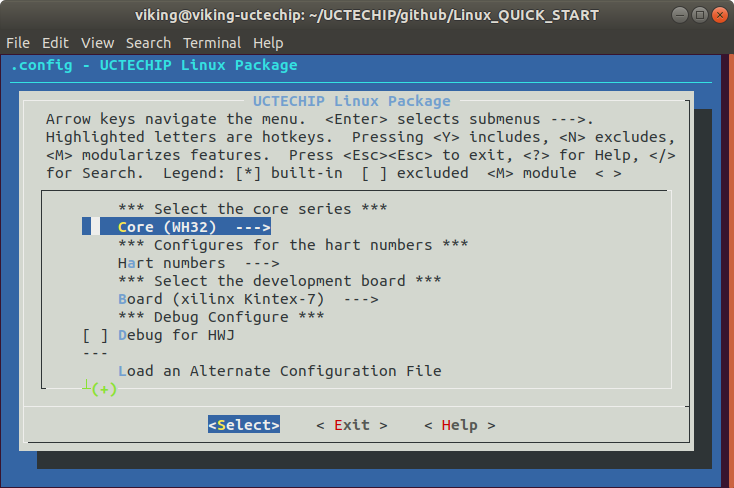 viking@viking-uctechip: ~/UCTECHIP/github/Linux_QUICK_START
File Edit View Search Terminal Help
.config - UCTECHIP Linux Package
UCTECHIP Linux Package
Arrow keys navigate the menu. <Enter> selects submenus --->.
Highlighted letters are hotkeys. Pressing <Y> includes, <N> excludes,
<M> modularizes features. Press <Esc><Esc> to exit, <?> for Help, </>
for Search. Legend: [*] built-in [ ] excluded <M> module < >
*** Select the core series ***
Core (WH32) --->
*** Configures for the hart numbers ***
Hart numbers --->
*** Select the development board ***
Board (xilinx Kintex-7) --->
*** Debug Configure ***
[ ] Debug for HWJ
---
Load an Alternate Configuration File
(+)
<Select> < Exit > < Help >